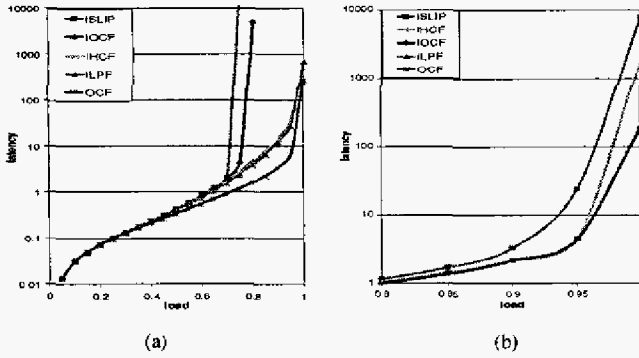 ISLIP
IOCF
IHCF
ILPF
OCF
10000
1000
100
10
1
0.1
0.01
latency
0
0.2
0.4
0.6
0.8
1
load
(a)
ISLIP
IHCF
IOCF
ILPF
OCF
10000
1000
100
10
1
latency
0.8
0.85
0.9
0.95
load
(b)